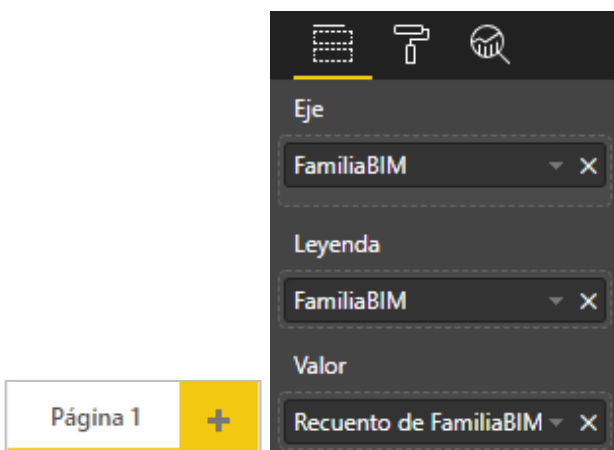 Eje
FamiliaBIM
Leyenda
FamiliaBIM
Valor
Recuento de FamiliaBIM
Página 1